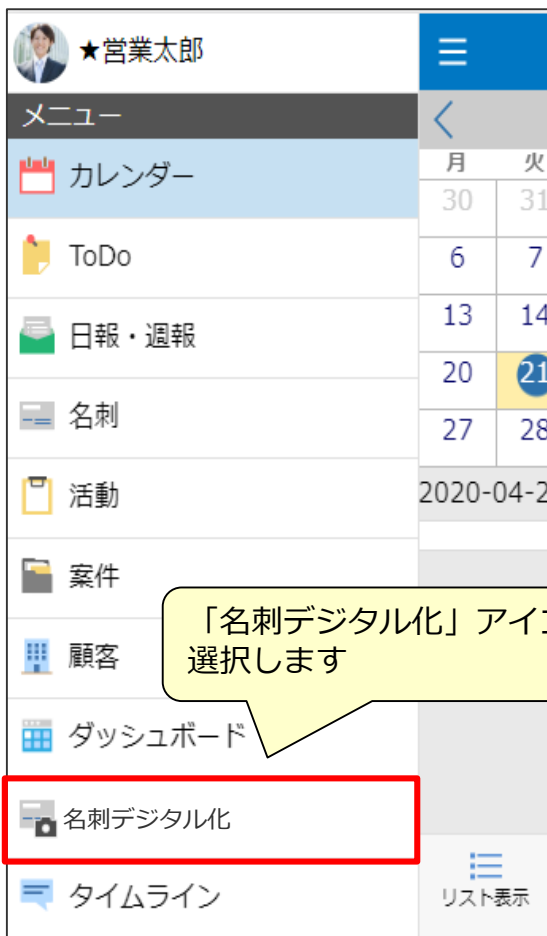 ★営業太郎
メニュー
カレンダー
ToDo
日報・週報
名刺
活動
案件
顧客
ダッシュボード
名刺デジタル化
タイムライン
「名刺デジタル化」アイ
選択します
月 火
30 31
6 7
13 14
20 21
27 28
2020-04-2
リスト表示